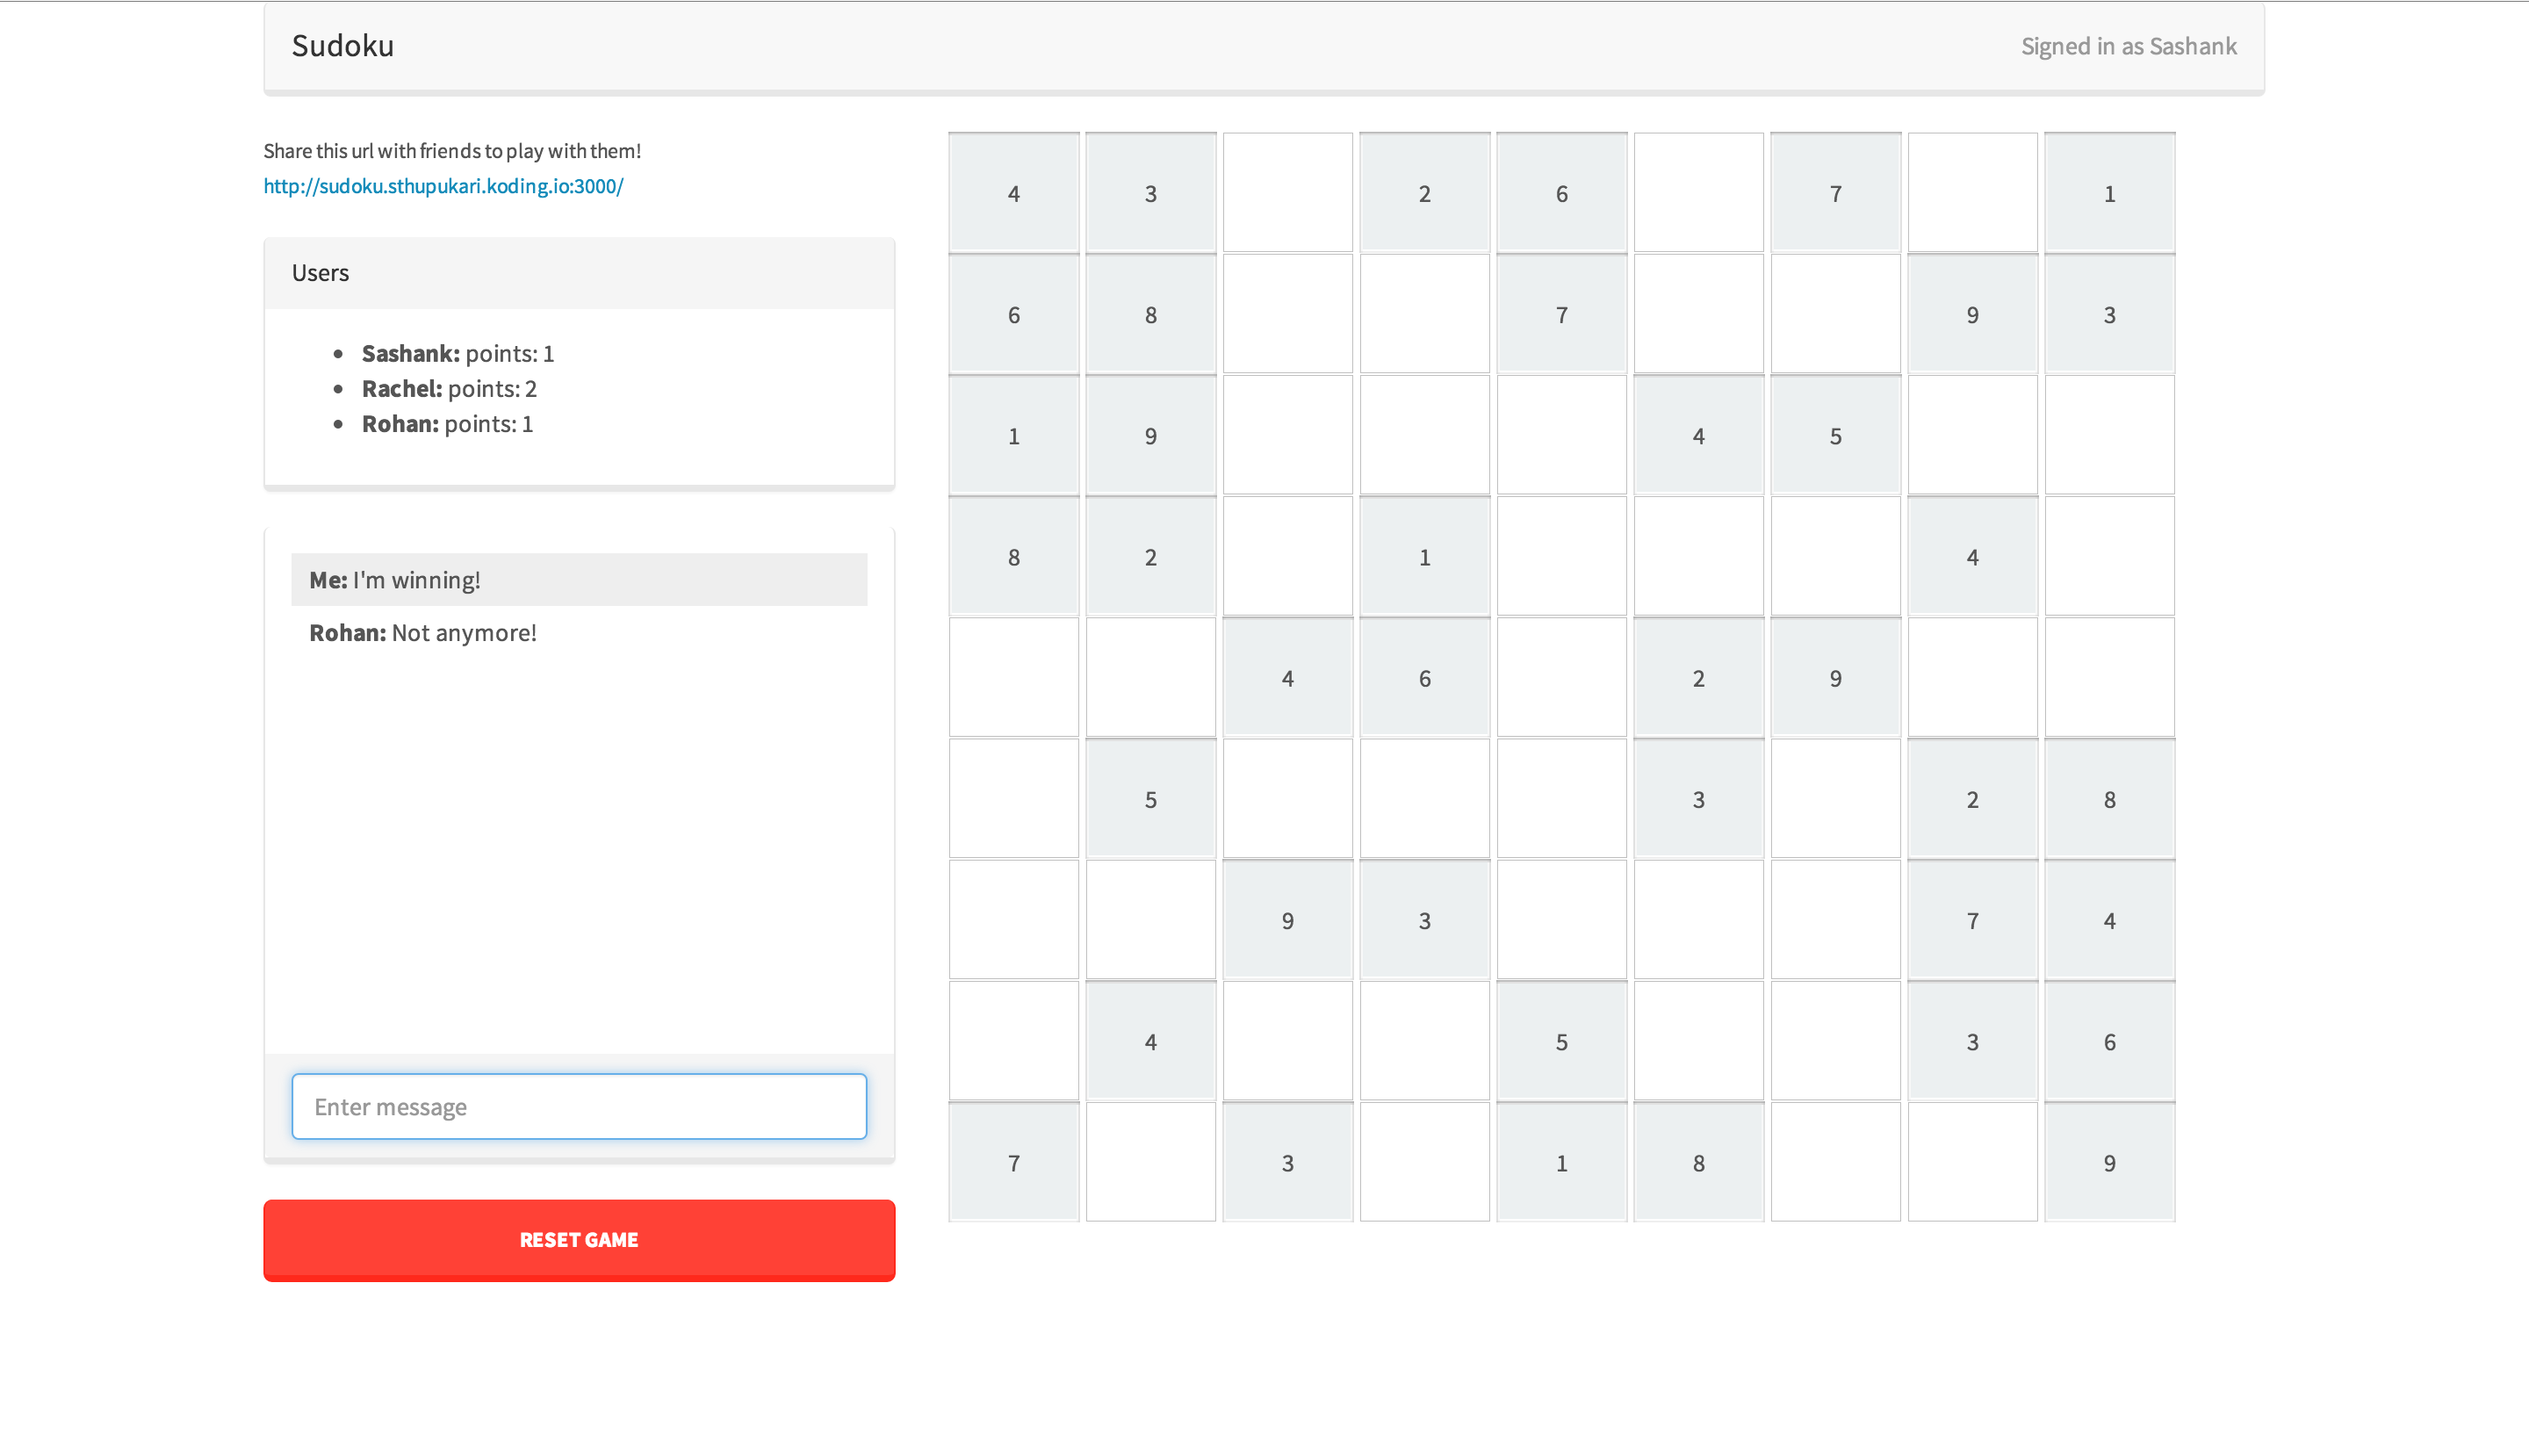 Sudoku
Signed in as Sashank
Share this url with friends to play with them!
http://sudoku.sthupukari.koding.io:3000/
Users
Sashank: points: 1
Rachel: points: 2
Rohan: points: 1
Me: I'm winning!
Rohan: Not anymore!
Enter message
RESET GAME
4 3 2 6 7 1
6 8 7 9 3
1 9 4 5
8 2 1 4
4 6 2 9
5 3 2 8
9 3 7 4
4 5 3 6
7 3 1 8 9